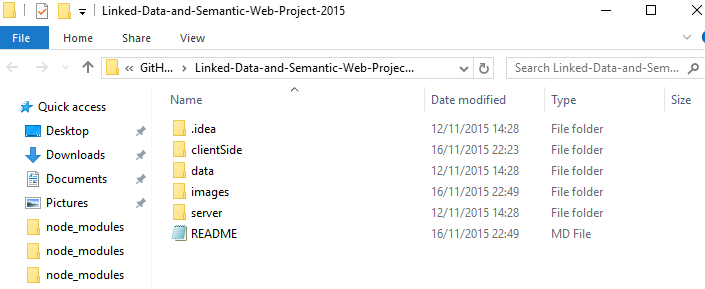 Linked-Data-and-Semantic-Web-Project-2015
File Home Share View
« GitH... › Linked-Data-and-Semantic-Web-Projec... Search Linked-Data-and-Sem...
Name Date modified Type Size
Quick access
Desktop
Downloads
Documents
Pictures
node_modules
node_modules
node_modules
.idea 12/11/2015 14:28 File folder
clientSide 16/11/2015 22:23 File folder
data 12/11/2015 14:28 File folder
images 16/11/2015 22:49 File folder
server 12/11/2015 14:28 File folder
README 16/11/2015 22:49 MD File